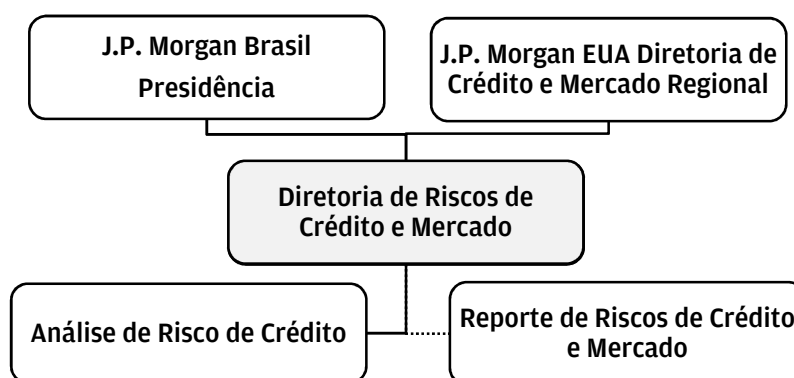 J.P. Morgan Brasil
Presidência
J.P. Morgan EUA Diretoria de
Crédito e Mercado Regional
Diretoria de Riscos de
Crédito e Mercado
Análise de Risco de Crédito
Reporte de Riscos de Crédito
e Mercado